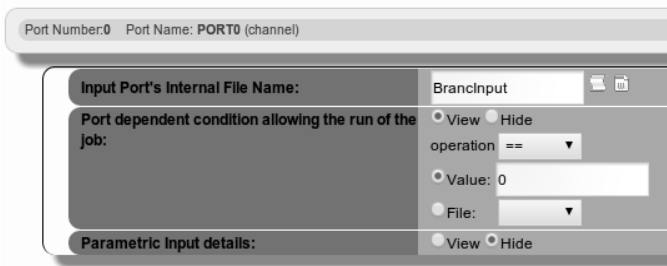 Port Number:0 Port Name: PORT0 (channel)
Input Port's Internal File Name: BrancInput
Port dependent condition allowing the run of the View Hide
job:
operation ==
Value: 0
File:
Parametric Input details: View Hide